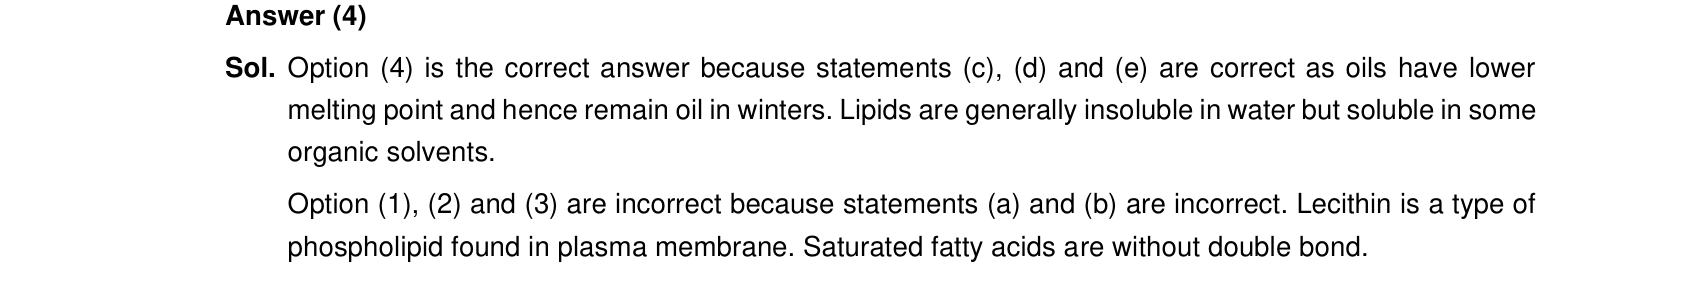 Answer (4)
Sol. Option (4) is the correct answer because statements (c), (d) and (e) are correct as oils have lower
melting point and hence remain oil in winters. Lipids are generally insoluble in water but soluble in some
organic solvents.
Option (1), (2) and (3) are incorrect because statements (a) and (b) are incorrect. Lecithin is a type of
phospholipid found in plasma membrane. Saturated fatty acids are without double bond.